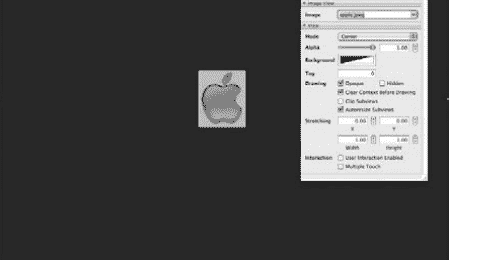 Image View
Image apple.jpeg
View
Mode Center
Alpha 1.00
Background
Tag 0
Drawing Opaque Hidden
Clear Context Before Drawing
Clip Subviews
Autoresize Subviews
Stretching 0.00 0.00
X Y
1.00 1.00
Width Height
Interaction User Interaction Enabled
Multiple Touch